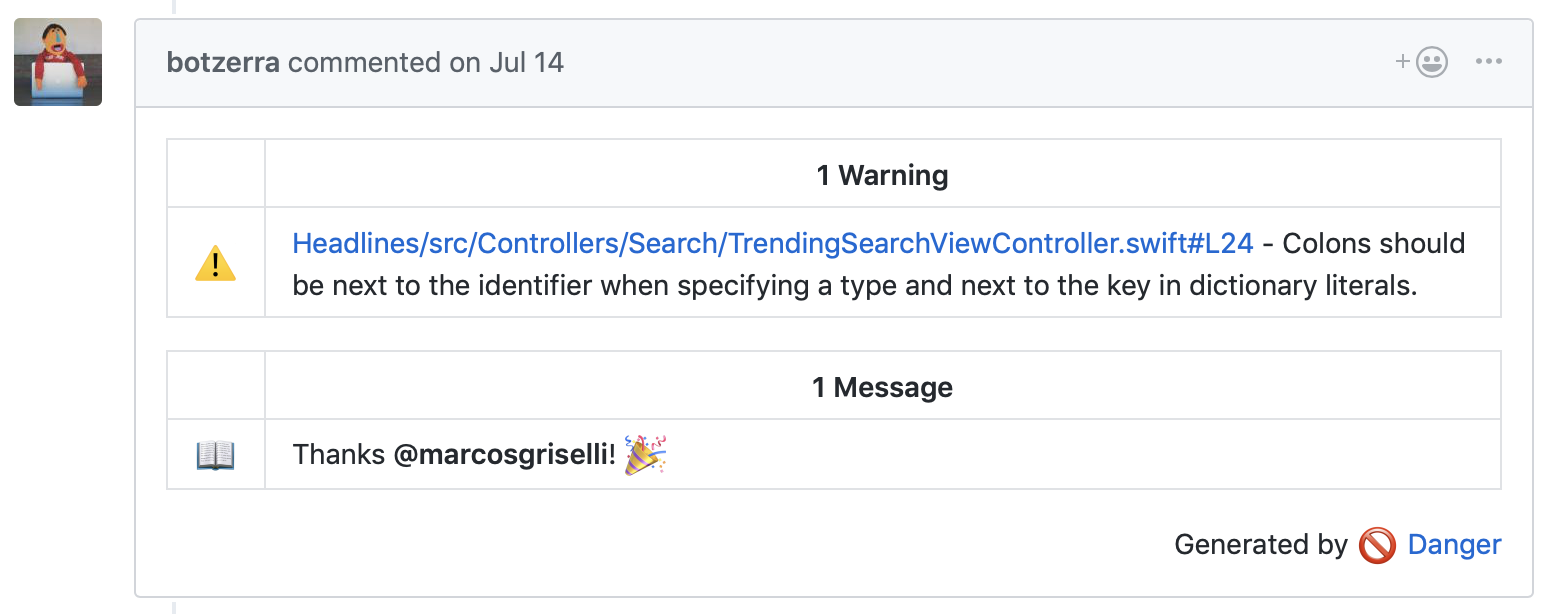 botzerra commented on Jul 14
1 Warning
Headlines/src/Controllers/Search/TrendingSearchViewController.swift#L24 - Colons should
be next to the identifier when specifying a type and next to the key in dictionary literals.
1 Message
Thanks @marcosgriselli! 🎉
Generated by 🚫 Danger